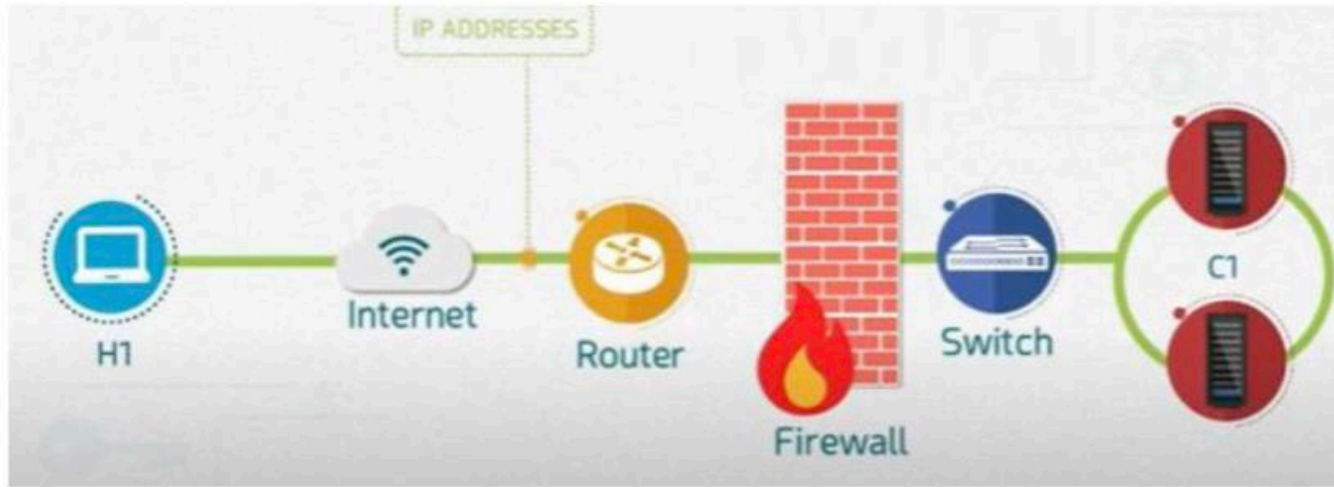 IP ADDRESSES
H1
Internet
Router
Firewall
Switch
C1